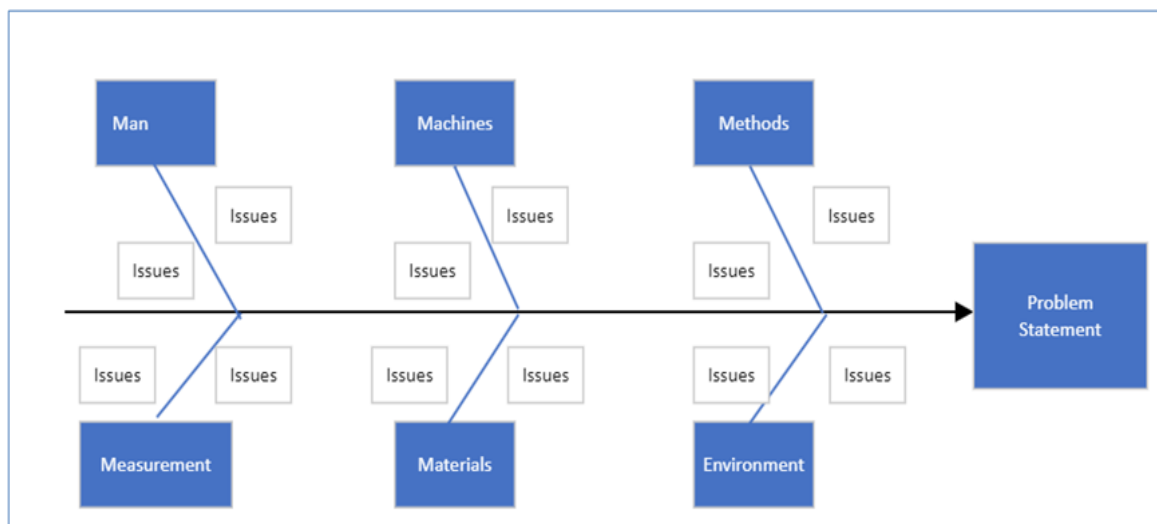 Man
Machines
Methods
Issues
Issues
Issues
Issues
Issues
Issues
Problem
Statement
Issues
Issues
Issues
Issues
Issues
Issues
Measurement
Materials
Environment